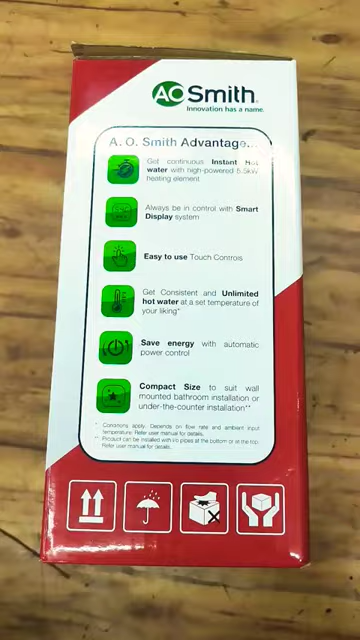 AO Smith
Innovation has a name.
A. O. Smith Advantage...
Get continuous Instant Hot
water with high-powered 5.5kW
heating element
Always be in control with Smart
Display system
Easy to use Touch Controls
Get Consistent and Unlimited
hot water at a set temperature of
your liking*
Save energy with automatic
power control
Compact Size to suit wall
mounted bathroom installation or
under-the-counter installation**
* Conditions apply. Depends on flow rate and ambient input
temperature. Refer user manual for details.
** Product can be installed with I/o pipes at the bottom or at the top.
Refer user manual for details.